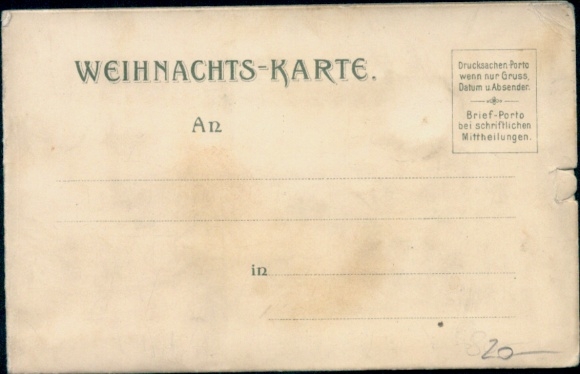 WEIHNACHTS-KARTE.
Drucksachen-Porto
wenn nur Gruss,
Datum u. Absender.
Brief-Porto
bei schriftlichen
Mittheilungen.
An
in
20